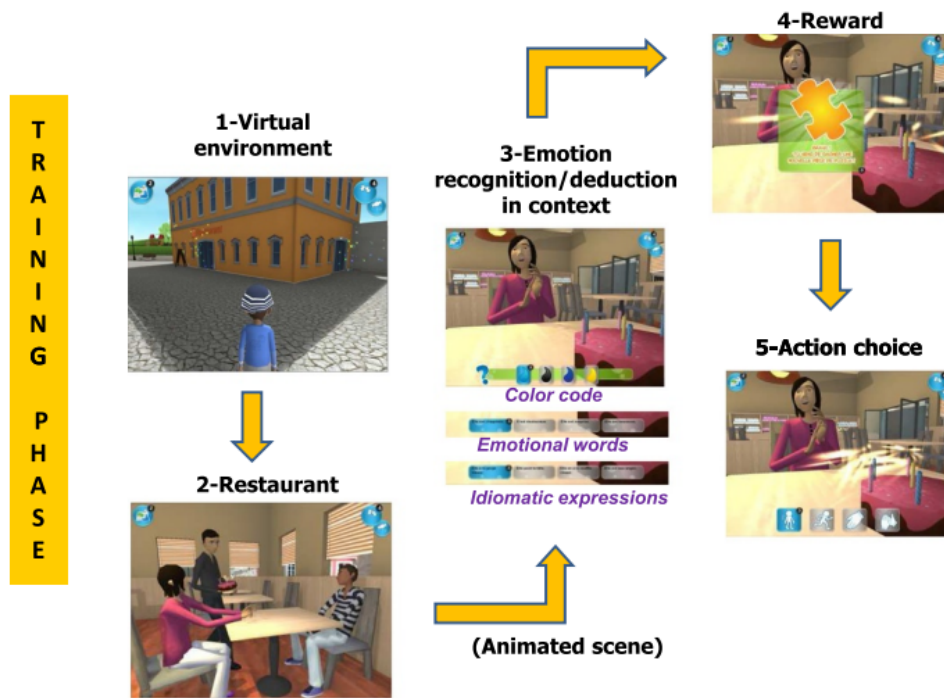 TRAINING PHASE
1-Virtual
environment
2-Restaurant
(Animated scene)
3-Emotion
recognition/deduction
in context
?
Color code
Emotional words
Idiomatic expressions
4-Reward
5-Action choice